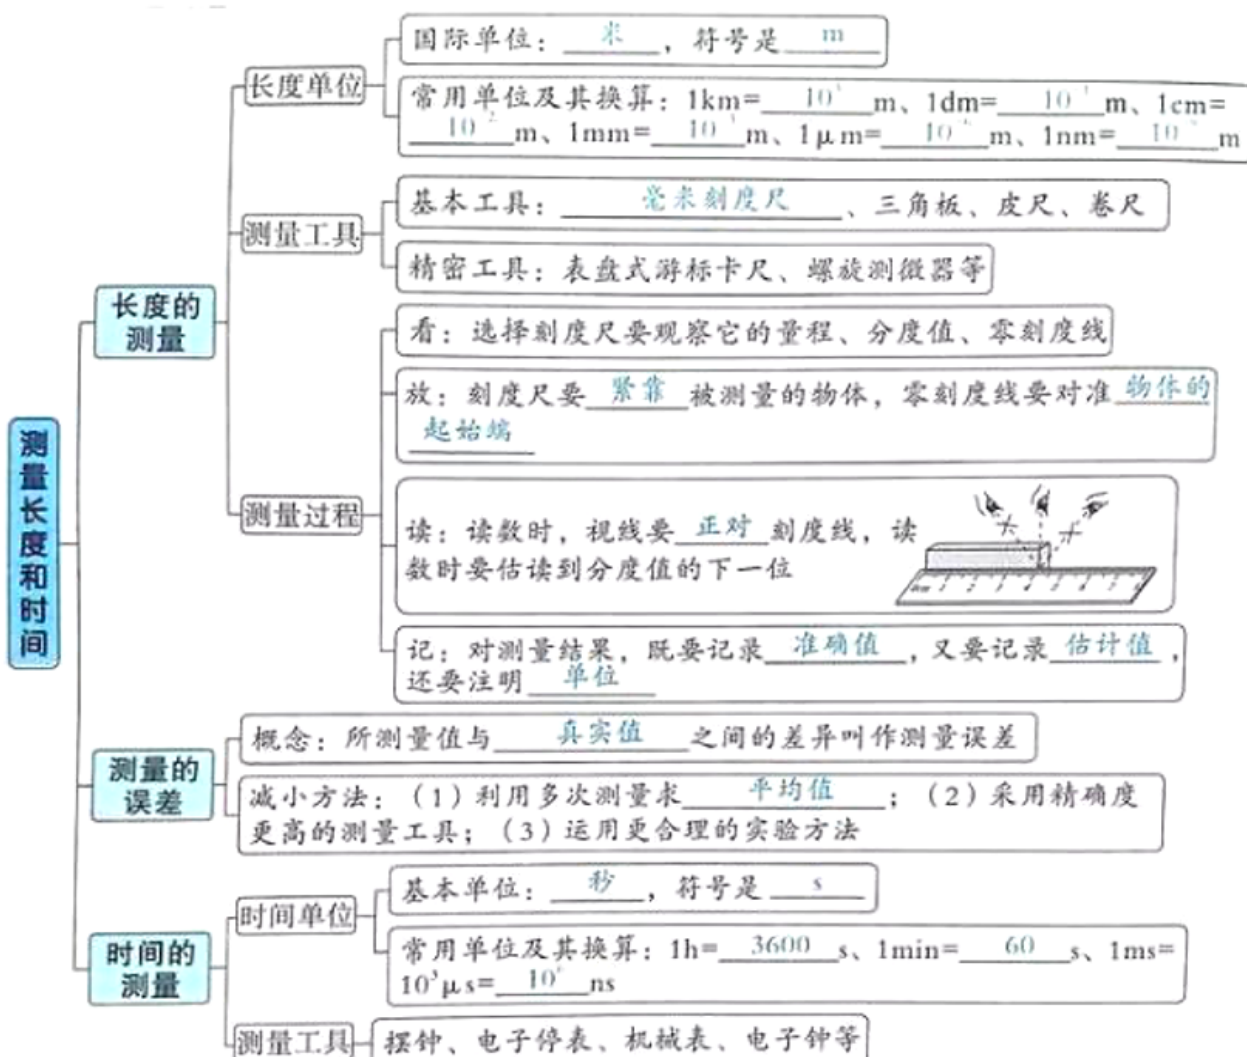 国际单位：米，符号是m
长度单位
常用单位及其换算：1km=10³m、1dm=10⁻¹m、1cm=
10⁻²m、1mm=10⁻³m、1μm=10⁻⁶m、1nm=10⁻⁹m
基本工具：毫米刻度尺、三角板、皮尺、卷尺
测量工具
精密工具：表盘式游标卡尺、螺旋测微器等
长度的
测量
看：选择刻度尺要观察它的量程、分度值、零刻度线
放：刻度尺要紧靠被测量的物体，零刻度线要对准物体的
起始端
测量长度和时间
测量过程
读：读数时，视线要正对刻度线，读
数时要估读到分度值的下一位
记：对测量结果，既要记录准确值，又要记录估计值，
还要注明单位
概念：所测量值与真实值之间的差异叫作测量误差
测量的
误差
减小方法：（1）利用多次测量求平均值；（2）采用精确度
更高的测量工具；（3）运用更合理的实验方法
基本单位：秒，符号是s
时间单位
时间的
测量
常用单位及其换算：1h=3600s、1min=60s、1ms=
10³μs=10⁶ns
测量工具
摆钟、电子停表、机械表、电子钟等